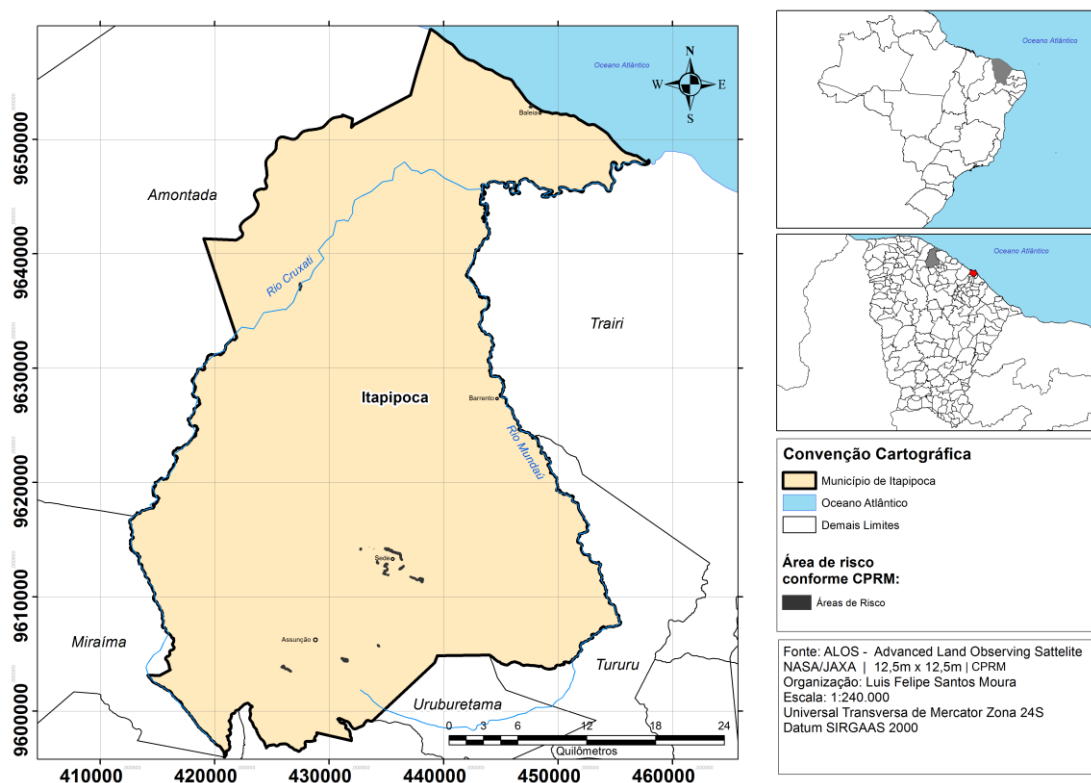 Oceano Atlântico
N
W
E
S
Baleia
Amontada
Rio Cruxati
Trairi
Itapipoca
Barrento
Rio Mundaú
Sede
Assunção
Miraíma
Tururu
Uruburetama
0 3 6 12 18 24
Quilômetros
9650000
9640000
9630000
9620000
9610000
9600000
410000 420000 430000 440000 450000 460000
Oceano Atlântico
Oceano Atlântico
Convenção Cartográfica
Município de Itapipoca
Oceano Atlântico
Demais Limites
Área de risco
conforme CPRM:
Áreas de Risco
Fonte: ALOS - Advanced Land Observing Sattelite
NASA/JAXA | 12,5m x 12,5m | CPRM
Organização: Luis Felipe Santos Moura
Escala: 1:240.000
Universal Transversa de Mercator Zona 24S
Datum SIRGAAS 2000